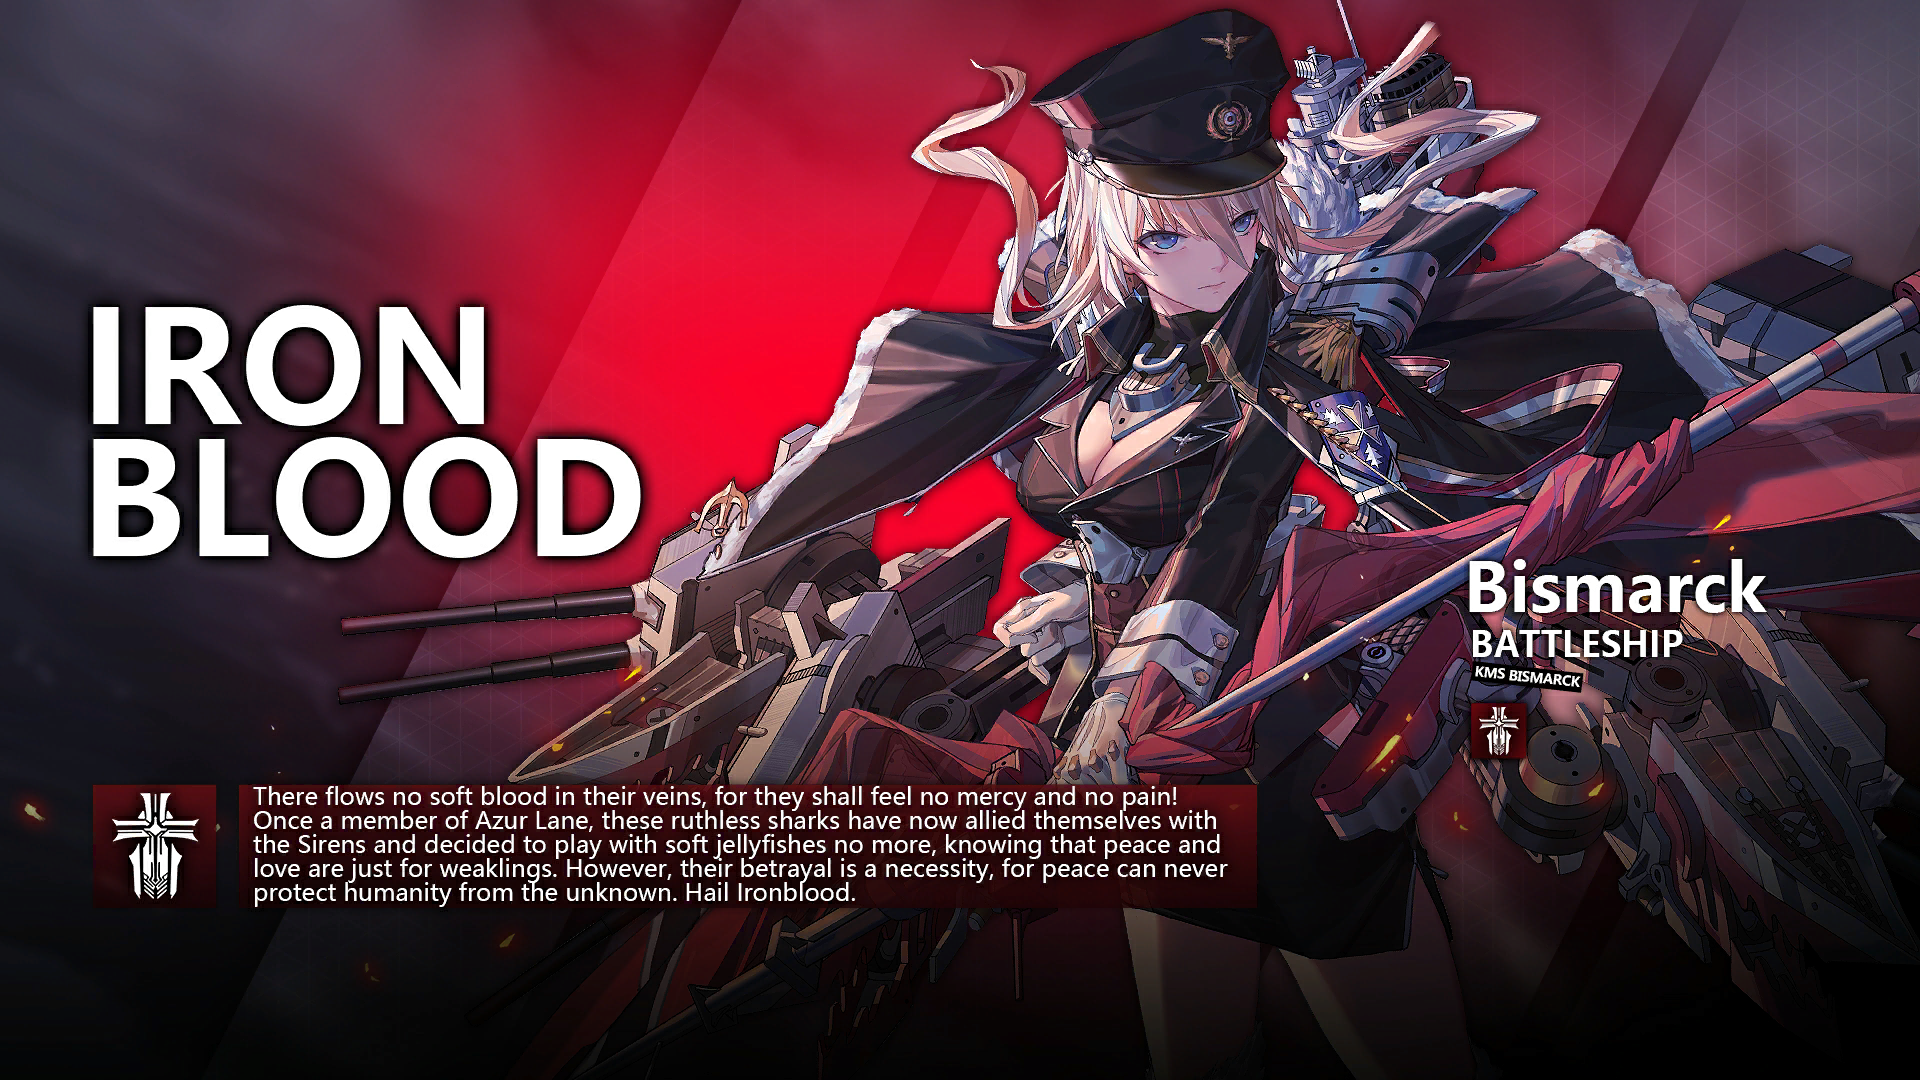 IRON
BLOOD
Bismarck
BATTLESHIP
KMS BISMARCK
There flows no soft blood in their veins, for they shall feel no mercy and no pain!
Once a member of Azur Lane, these ruthless sharks have now allied themselves with
the Sirens and decided to play with soft jellyfishes no more, knowing that peace and
love are just for weaklings. However, their betrayal is a necessity, for peace can never
protect humanity from the unknown. Hail Ironblood.